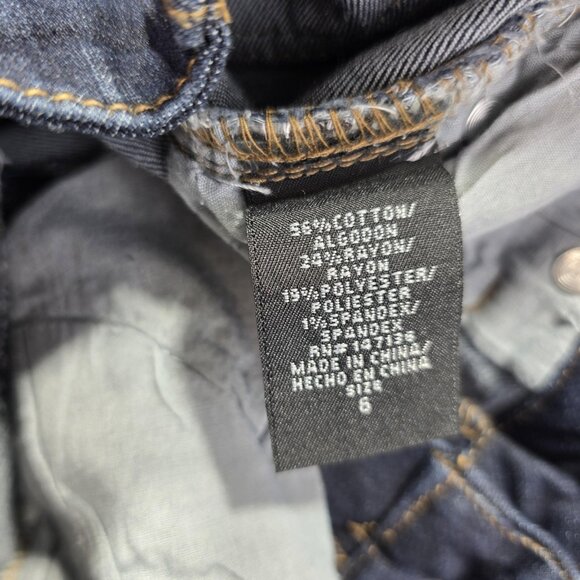 56% COTTON/
ALGODON
24% RAYON/
RAYON
19% POLYESTER/
POLIESTER
1% SPANDEX/
SPANDEX
RN# 147135
MADE IN CHINA/
HECHO EN CHINA
SIZE
6